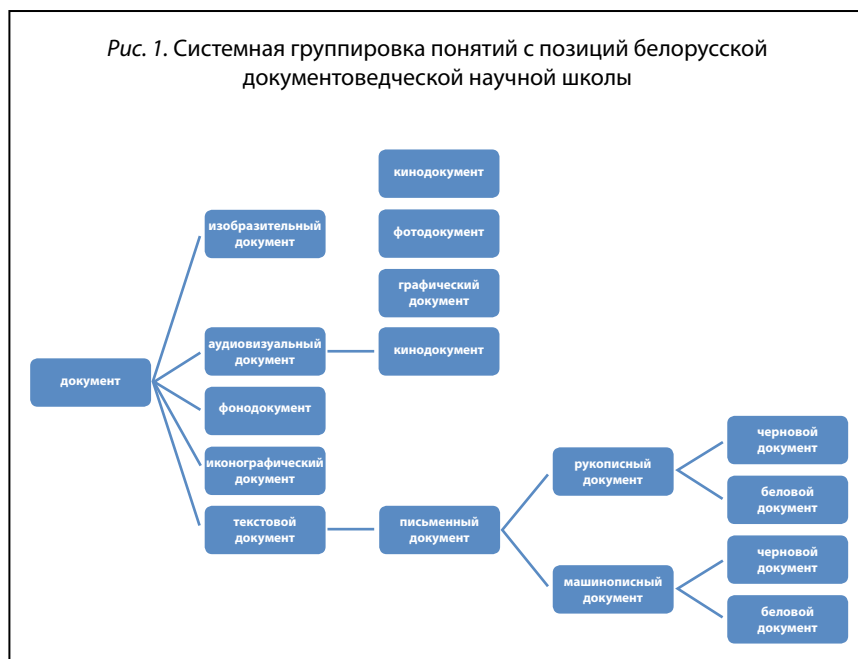 Рис. 1. Системная группировка понятий с позиций белорусской
документоведческой научной школы
кинодокумент
изобразительный
документ
фотодокумент
графический
документ
документ
аудиовизуальный
документ
кинодокумент
фонодокумент
иконографический
документ
текстовой
документ
письменный
документ
рукописный
документ
черновой
документ
беловой
документ
машинописный
документ
черновой
документ
беловой
документ